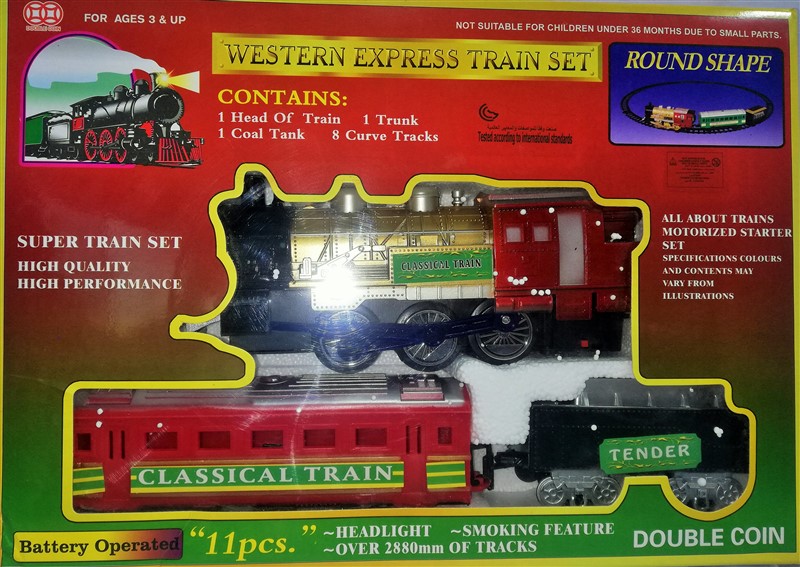 DOUBLE COIN
FOR AGES 3 & UP
NOT SUITABLE FOR CHILDREN UNDER 36 MONTHS DUE TO SMALL PARTS.
WESTERN EXPRESS TRAIN SET
ROUND SHAPE
CONTAINS:
1 Head Of Train 1 Trunk
1 Coal Tank 8 Curve Tracks
Tested according to international standards
SUPER TRAIN SET
HIGH QUALITY
HIGH PERFORMANCE
ALL ABOUT TRAINS
MOTORIZED STARTER
SET
SPECIFICATIONS COLOURS
AND CONTENTS MAY
VARY FROM
ILLUSTRATIONS
CLASSICAL TRAIN
CLASSICAL TRAIN
TENDER
Battery Operated
"11pcs."
~HEADLIGHT ~SMOKING FEATURE
~OVER 2880mm OF TRACKS
DOUBLE COIN